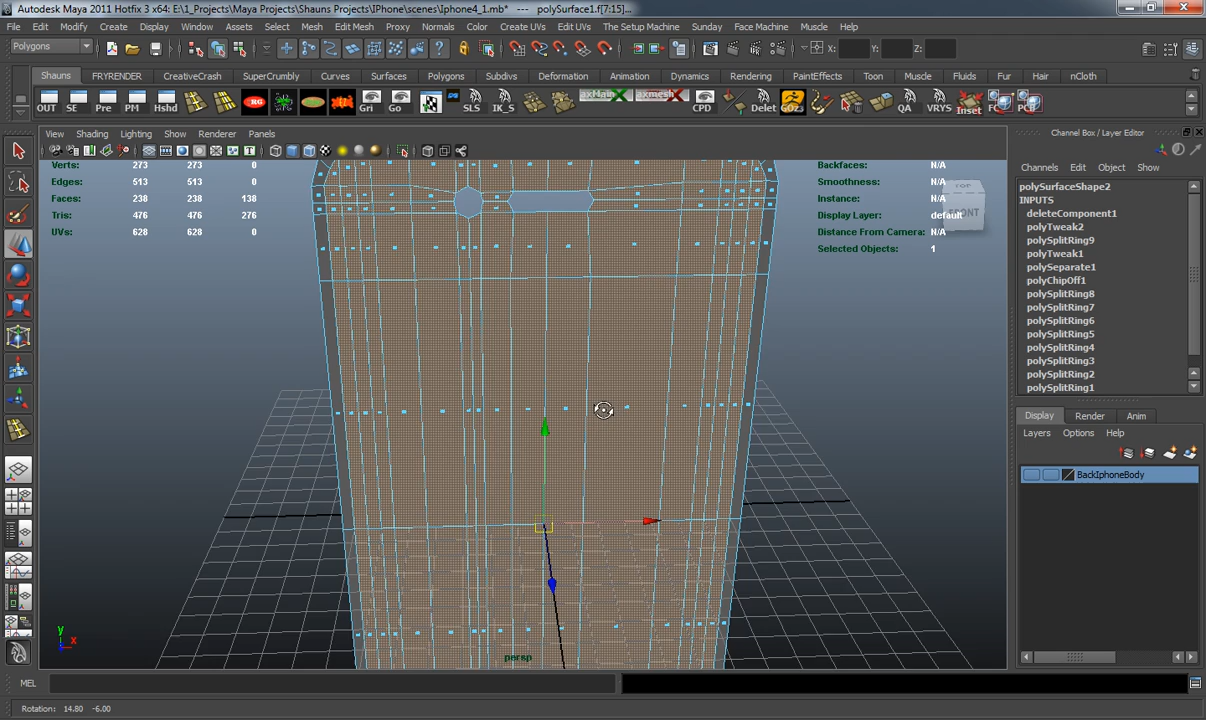 Autodesk Maya 2011 Hotfix 3 x64: E:\1_Projects\Maya Projects\Shauns Projects\IPhone\scenes\Iphone4_1.mb* --- polySurface1.f[7:15]...
File Edit Modify Create Display Window Assets Select Mesh Edit Mesh Proxy Normals Color Create UVs Edit UVs The Setup Machine Sunday Face Machine Muscle Help
Polygons X: Y: Z:
Shauns FRYRENDER CreativeCrash SuperCrumbly Curves Surfaces Polygons Subdivs Deformation Animation Dynamics Rendering PaintEffects Toon Muscle Fluids Fur Hair nCloth
OUT SE Pre PM Hshd Gri Go SLS IK_S axMain axmesh CPD Delet GOz3 QA VRYS Inset FC PCB
View Shading Lighting Show Renderer Panels
Channel Box / Layer Editor
Channels Edit Object Show
Verts: 273 273 0
Edges: 513 513 0
Faces: 238 238 138
Tris: 476 476 276
UVs: 628 628 0
Backfaces: N/A
Smoothness: N/A
Instance: N/A
Display Layer: default
Distance From Camera: N/A
Selected Objects: 1
TOP
FRONT
polySurfaceShape2
INPUTS
deleteComponent1
polyTweak2
polySplitRing9
polyTweak1
polySeparate1
polyChipOff1
polySplitRing8
polySplitRing7
polySplitRing6
polySplitRing5
polySplitRing4
polySplitRing3
polySplitRing2
polySplitRing1
Display Render Anim
Layers Options Help
BackIphoneBody
y
x
persp
MEL
Rotation: 14.80 -6.00